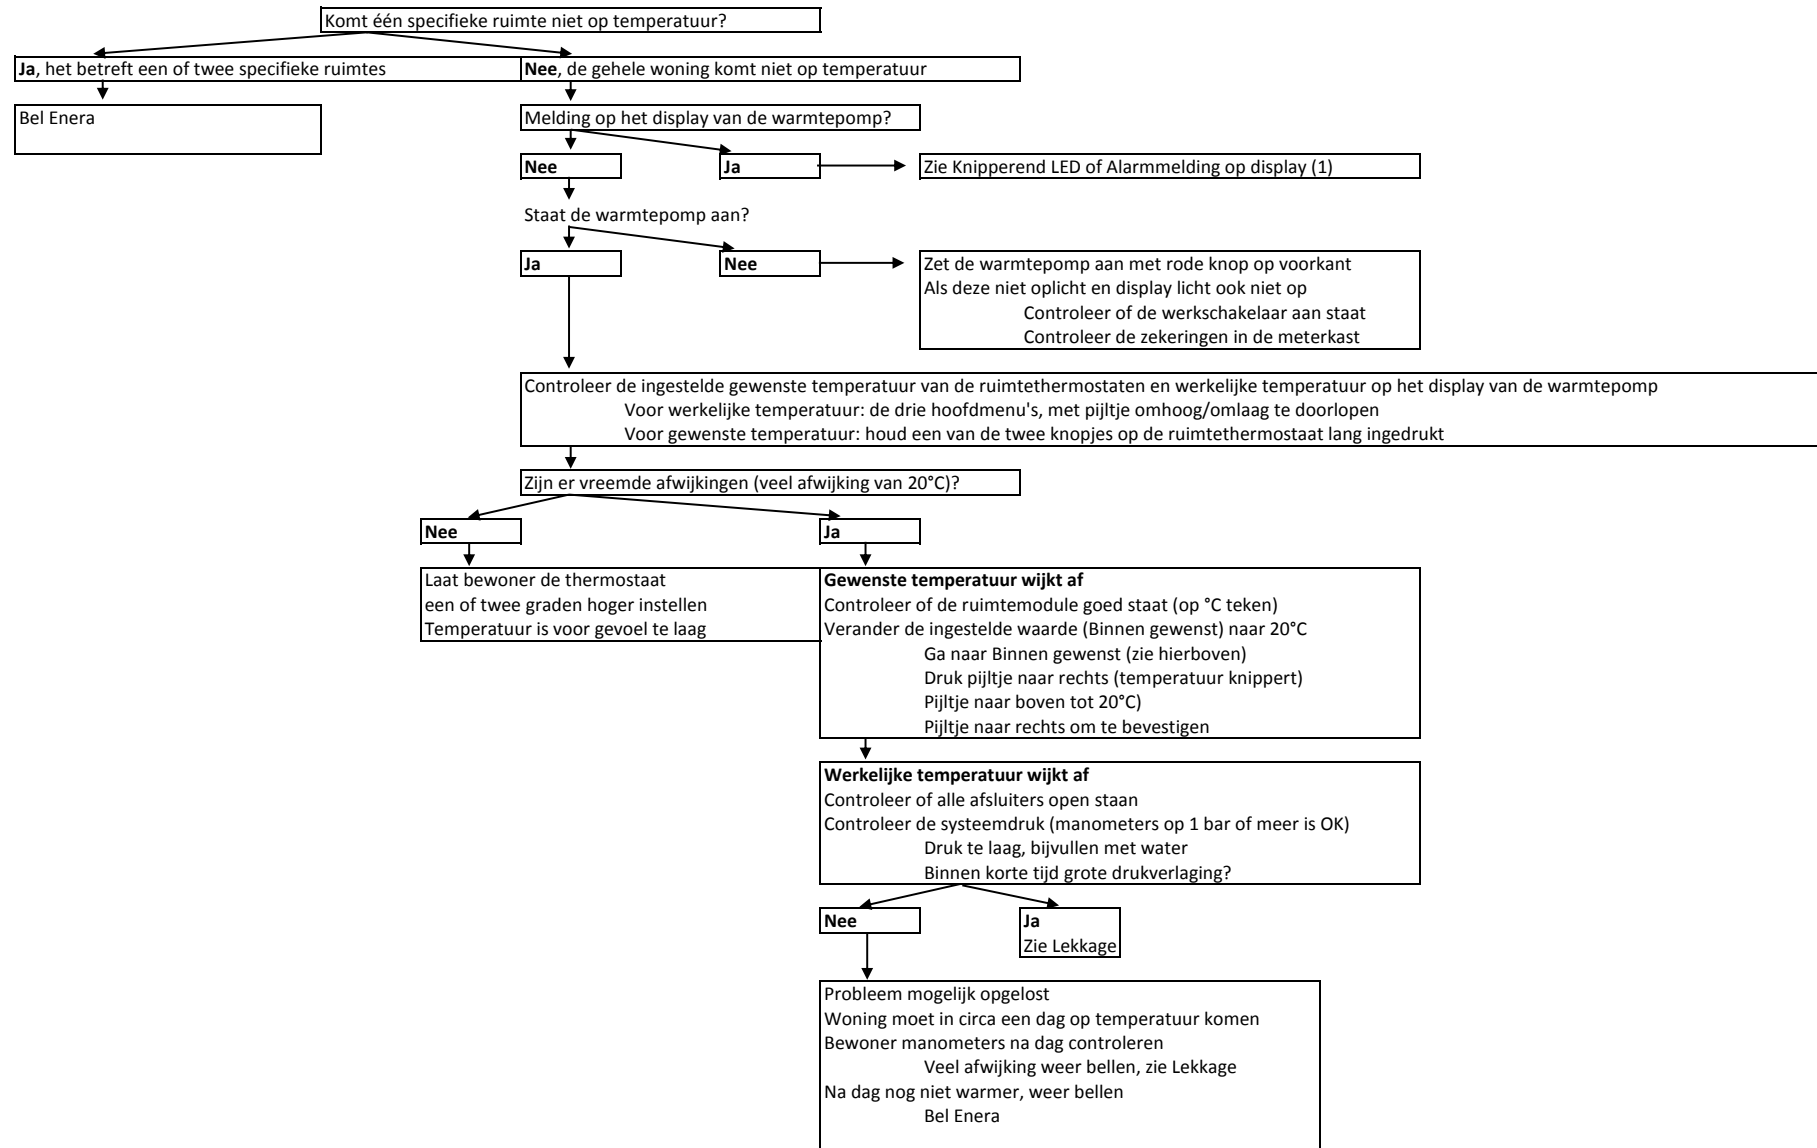 Komt één specifieke ruimte niet op temperatuur?
Ja, het betreft een of twee specifieke ruimtes
Nee, de gehele woning komt niet op temperatuur
Bel Enera
Melding op het display van de warmtepomp?
Nee
Ja
Zie Knipperend LED of Alarmmelding op display (1)
Staat de warmtepomp aan?
Ja
Nee
Zet de warmtepomp aan met rode knop op voorkant
Als deze niet oplicht en display licht ook niet op
Controleer of de werkschakelaar aan staat
Controleer de zekeringen in de meterkast
Controleer de ingestelde gewenste temperatuur van de ruimtethermostaten en werkelijke temperatuur op het display van de warmtepomp
Voor werkelijke temperatuur: de drie hoofdmenu's, met pijltje omhoog/omlaag te doorlopen
Voor gewenste temperatuur: houd een van de twee knopjes op de ruimtethermostaat lang ingedrukt
Zijn er vreemde afwijkingen (veel afwijking van 20°C)?
Nee
Ja
Laat bewoner de thermostaat
een of twee graden hoger instellen
Temperatuur is voor gevoel te laag
Gewenste temperatuur wijkt af
Controleer of de ruimtemodule goed staat (op °C teken)
Verander de ingestelde waarde (Binnen gewenst) naar 20°C
Ga naar Binnen gewenst (zie hierboven)
Druk pijltje naar rechts (temperatuur knippert)
Pijltje naar boven tot 20°C)
Pijltje naar rechts om te bevestigen
Werkelijke temperatuur wijkt af
Controleer of alle afsluiters open staan
Controleer de systeemdruk (manometers op 1 bar of meer is OK)
Druk te laag, bijvullen met water
Binnen korte tijd grote drukverlaging?
Nee
Ja
Zie Lekkage
Probleem mogelijk opgelost
Woning moet in circa een dag op temperatuur komen
Bewoner manometers na dag controleren
Veel afwijking weer bellen, zie Lekkage
Na dag nog niet warmer, weer bellen
Bel Enera